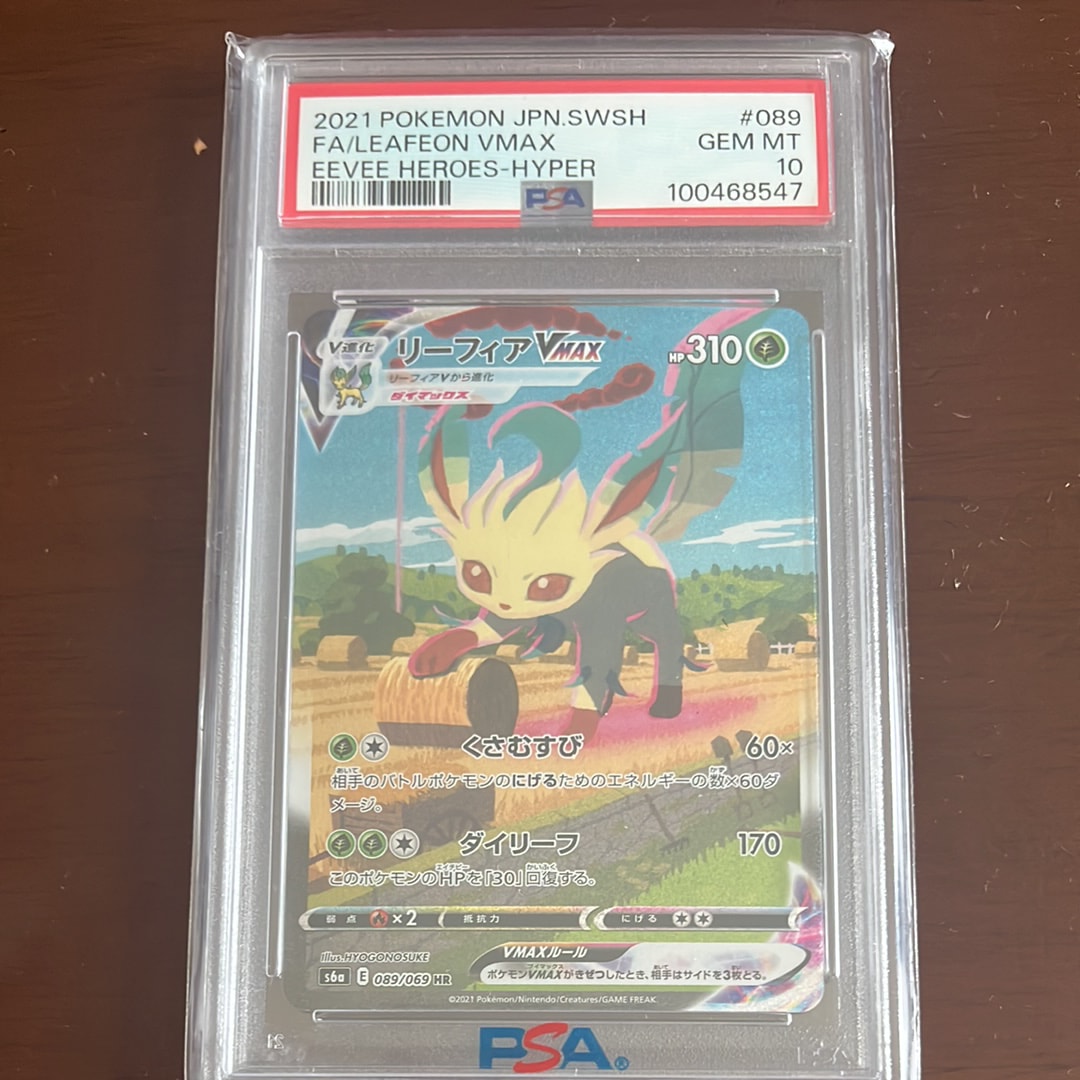 2021 POKEMON JPN.SWSH #089
FA/LEAFEON VMAX GEM MT
EEVEE HEROES-HYPER 10
PSA 100468547
V進化 リーフィアVMAX HP310
リーフィアVから進化
ダイマックス
くさむすび 60×
相手のバトルポケモンのにげるためのエネルギーの数×60ダ
メージ。
ダイリーフ 170
このポケモンのHPを「30」回復する。
弱点 ×2 抵抗力 にげる
Illus.HYOGONOSUKE VMAXルール
s6a E 089/069 HR ポケモンVMAXがきぜつしたとき、相手はサイドを3枚とる。
©2021 Pokémon/Nintendo/Creatures/GAME FREAK.
PSA®